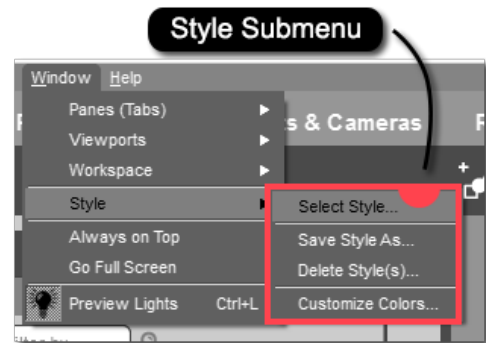 Style Submenu
Window Help
Panes (Tabs)
s & Cameras
Viewports
Workspace
Style
Select Style...
Always on Top
Save Style As...
Go Full Screen
Delete Style(s)...
Preview Lights Ctrl+L
Customize Colors...